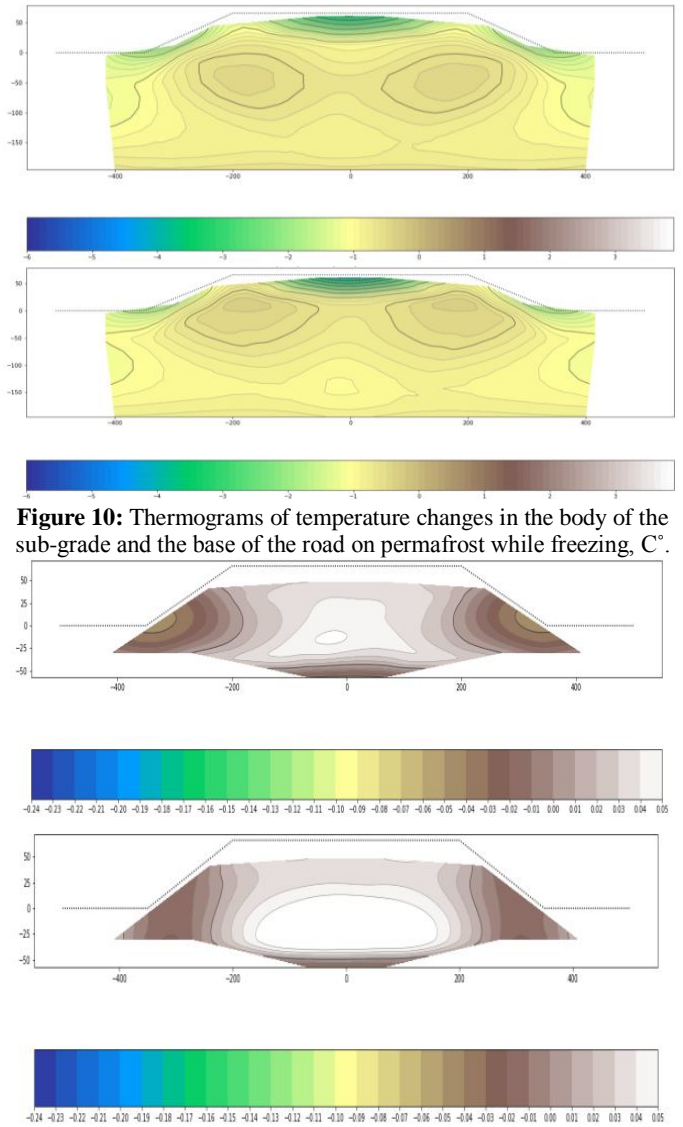 50
0
−50
−100
−150
−400 −200 0 200 400
−6 −5 −4 −3 −2 −1 0 1 2 3
50
0
−50
−100
−150
−400 −200 0 200 400
−6 −5 −4 −3 −2 −1 0 1 2 3
Figure 10: Thermograms of temperature changes in the body of the
sub-grade and the base of the road on permafrost while freezing, C˚.
50
25
0
−25
−50
−400 −200 0 200 400
−0.24 −0.23 −0.21 −0.20 −0.19 −0.18 −0.17 −0.16 −0.15 −0.14 −0.13 −0.12 −0.11 −0.10 −0.09 −0.08 −0.07 −0.06 −0.04 −0.03 −0.02 −0.01 0.00 0.01 0.02 0.03 0.04 0.05
50
25
0
−25
−50
−400 −200 0 200 400
−0.24 −0.23 −0.21 −0.20 −0.19 −0.18 −0.17 −0.16 −0.15 −0.14 −0.13 −0.12 −0.11 −0.10 −0.09 −0.08 −0.07 −0.06 −0.04 −0.03 −0.02 −0.01 0.00 0.01 0.02 0.03 0.04 0.05